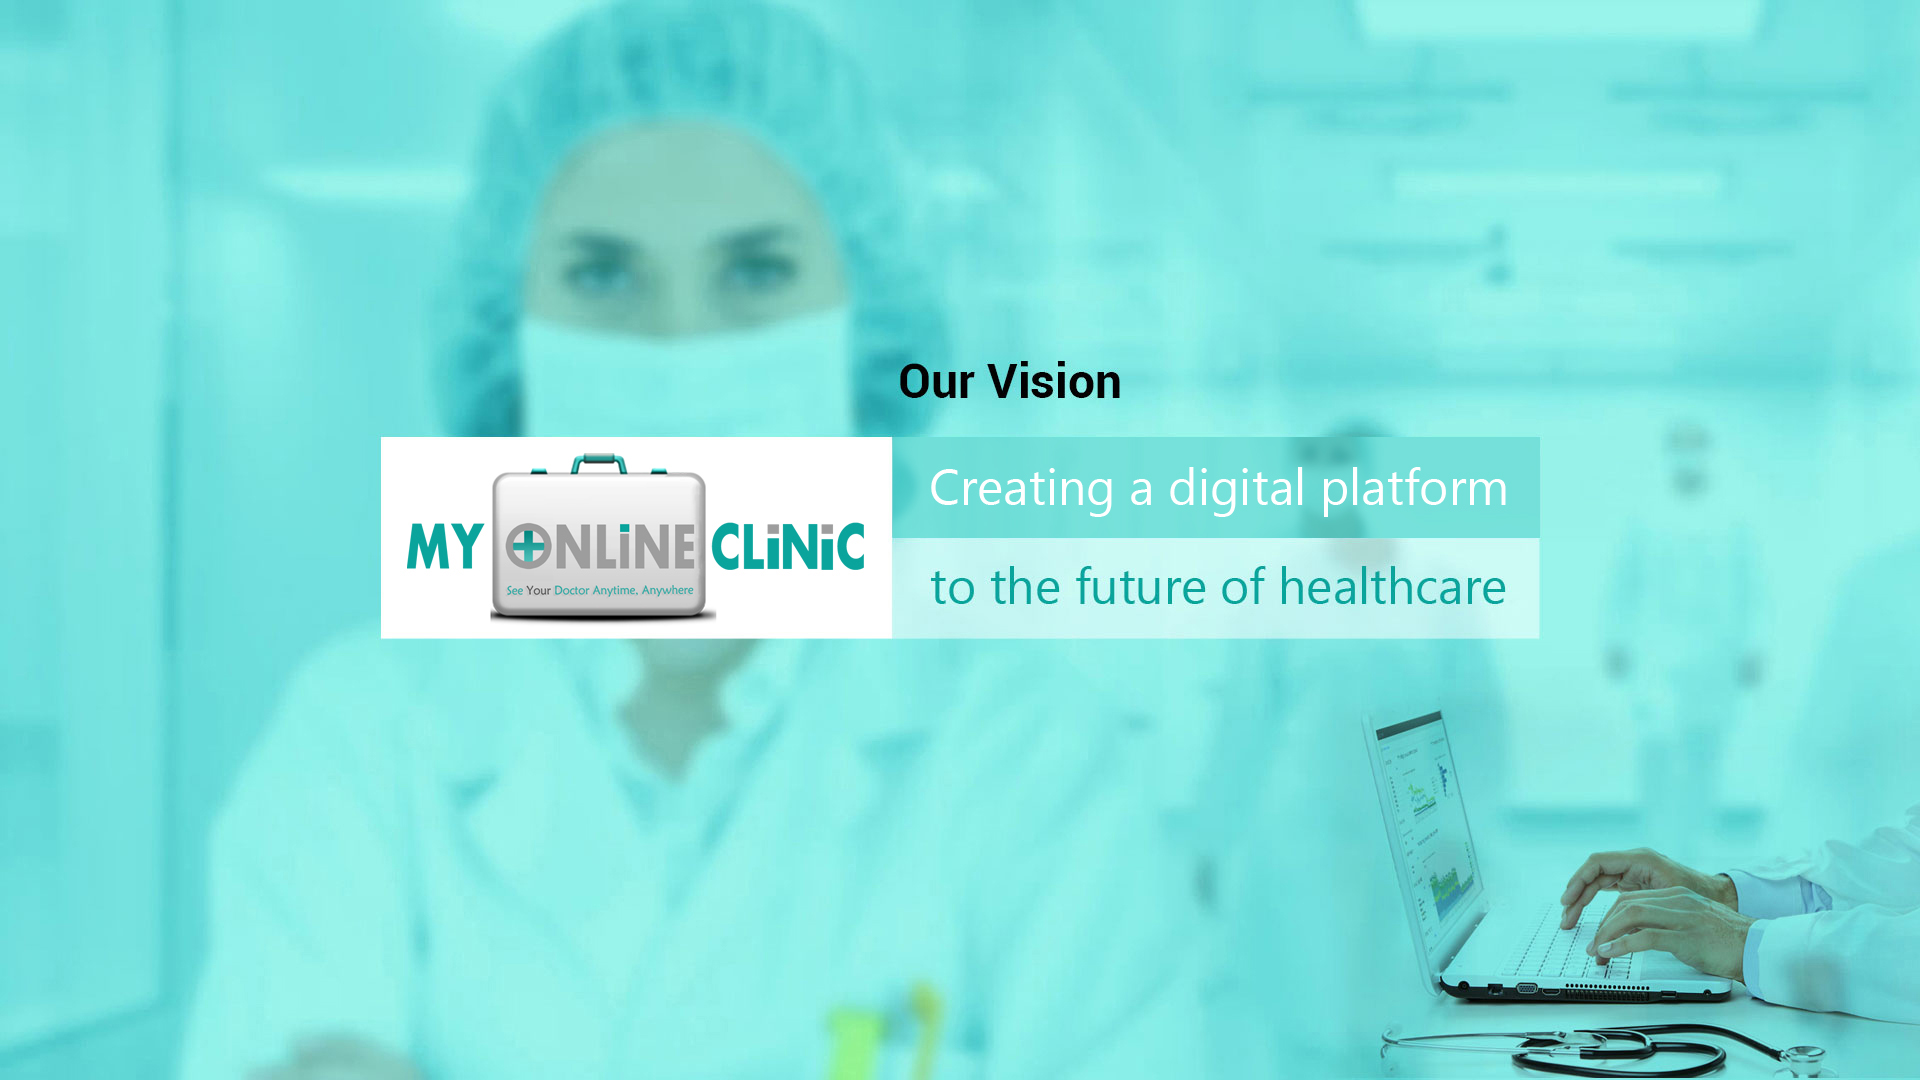 Our Vision
MY ONLiNE CLiNiC
See Your Doctor Anytime, Anywhere
Creating a digital platform
to the future of healthcare